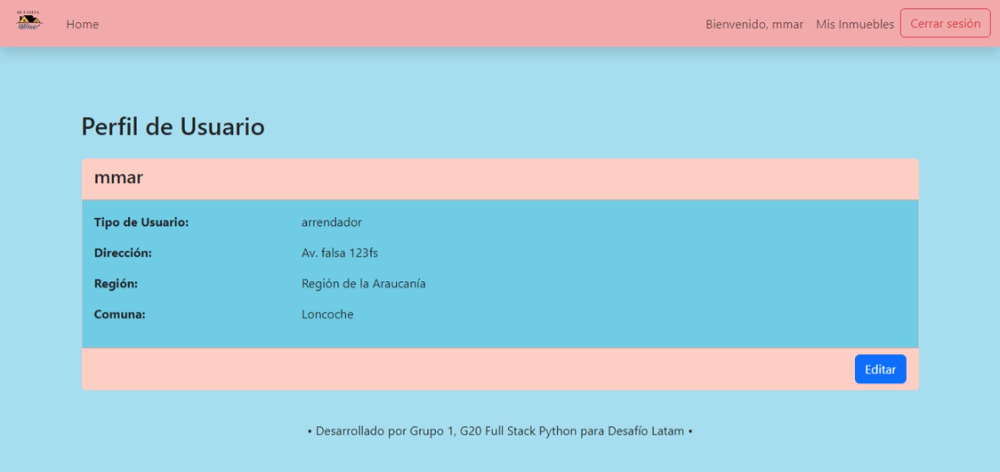 MI CASITA
Home
Bienvenido, mmar
Mis Inmuebles
Cerrar sesión
Perfil de Usuario
mmar
Tipo de Usuario: arrendador
Dirección: Av. falsa 123fs
Región: Región de la Araucanía
Comuna: Loncoche
Editar
• Desarrollado por Grupo 1, G20 Full Stack Python para Desafío Latam •